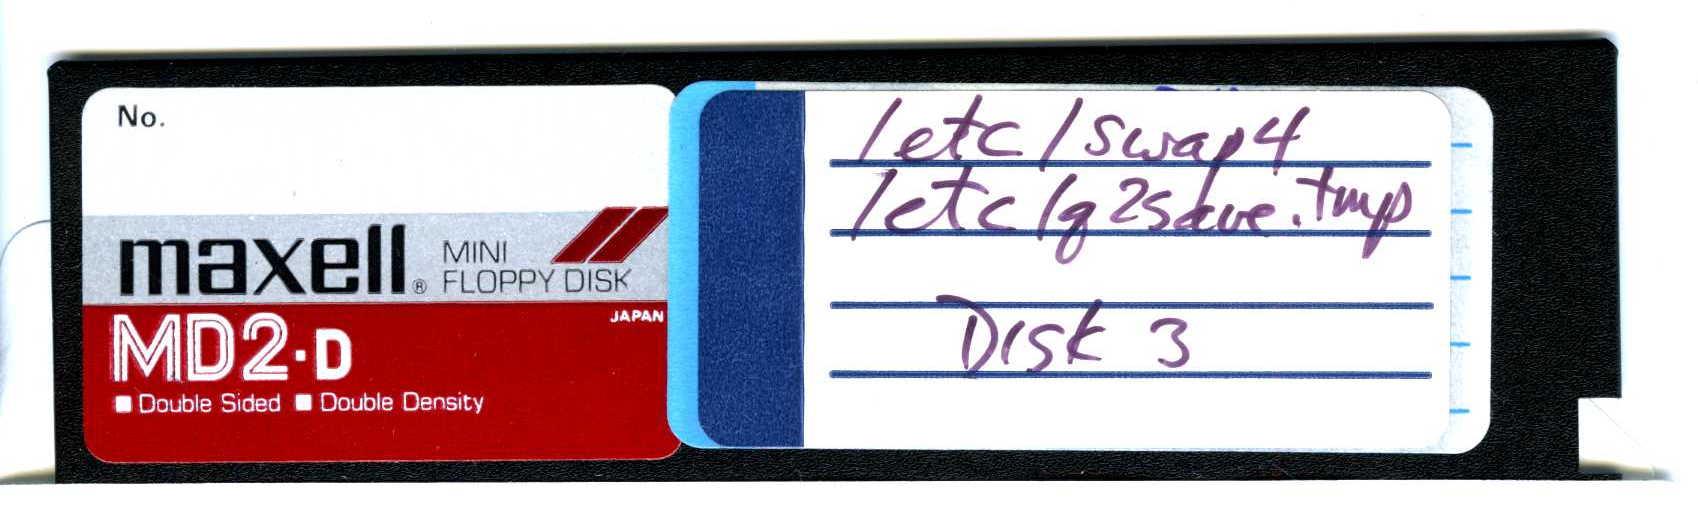 No.
maxell® MINI FLOPPY DISK
JAPAN
MD2-D
Double Sided Double Density
/etc/swap4
/etc/q2save.tmp
Disk 3